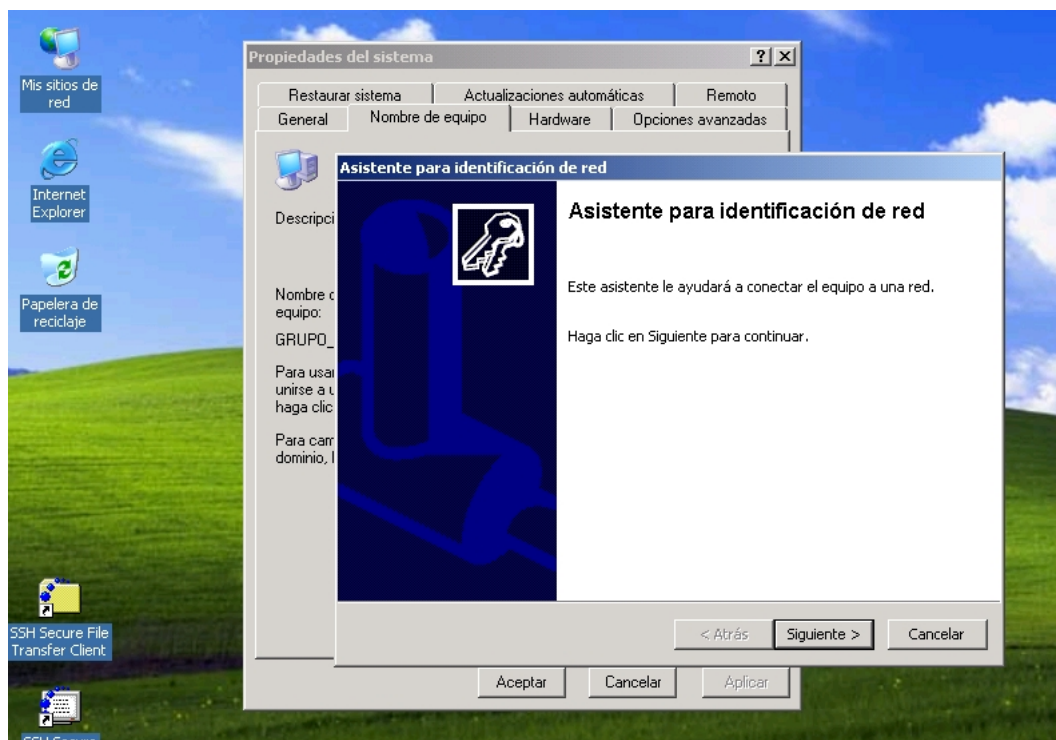 Mis sitios de
red
Internet
Explorer
Papelera de
reciclaje
SSH Secure File
Transfer Client
SSH Secure
Propiedades del sistema
Restaurar sistema
Actualizaciones automáticas
Remoto
General
Nombre de equipo
Hardware
Opciones avanzadas
Descripci
Nombre c
equipo:
GRUPO_
Para usar
unirse a u
haga clic
Para cam
dominio, l
Asistente para identificación de red
Asistente para identificación de red
Este asistente le ayudará a conectar el equipo a una red.
Haga clic en Siguiente para continuar.
< Atrás
Siguiente >
Cancelar
Aceptar
Cancelar
Aplicar